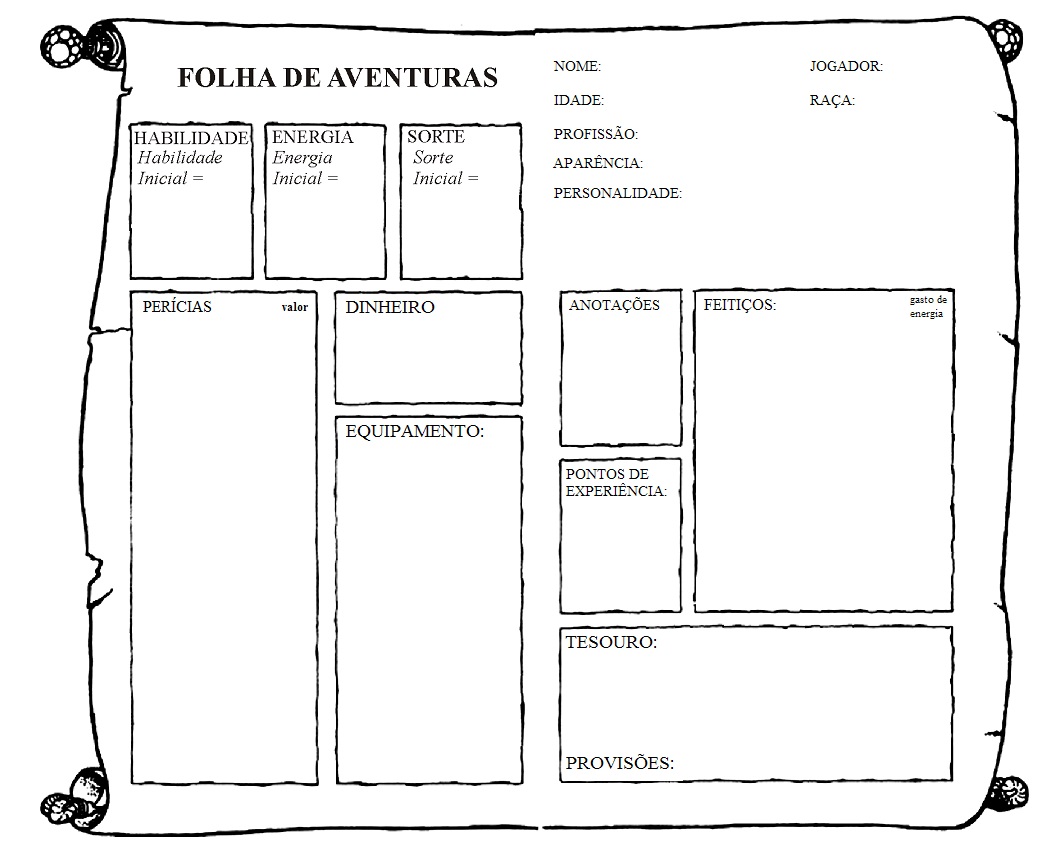 FOLHA DE AVENTURAS
HABILIDADE
Habilidade
Inicial =
ENERGIA
Energia
Inicial =
SORTE
Sorte
Inicial =
PERÍCIAS valor
DINHEIRO
EQUIPAMENTO:
NOME: JOGADOR:
IDADE: RAÇA:
PROFISSÃO:
APARÊNCIA:
PERSONALIDADE:
ANOTAÇÕES
PONTOS DE
EXPERIÊNCIA:
FEITIÇOS: gasto de
energia
TESOURO:
PROVISÕES: